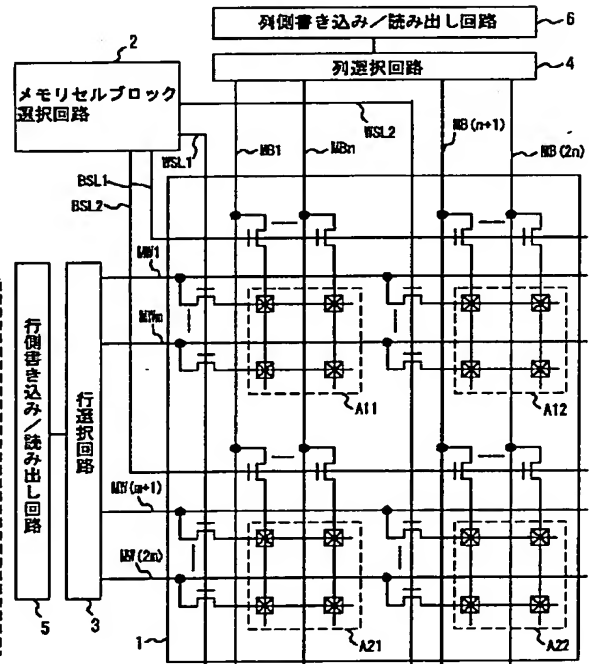 列側書き込み/読み出し回路
6
列選択回路
4
2
メモリセルブロック
選択回路
WSL2
WSL1
MB1
MBn
MB(n+1)
MB(2n)
BSL1
BSL2
MW1
MWm
A11
A12
行側書き込み/読み出し回路
行選択回路
MW(m+1)
MW(2m)
5
3
1
A21
A22